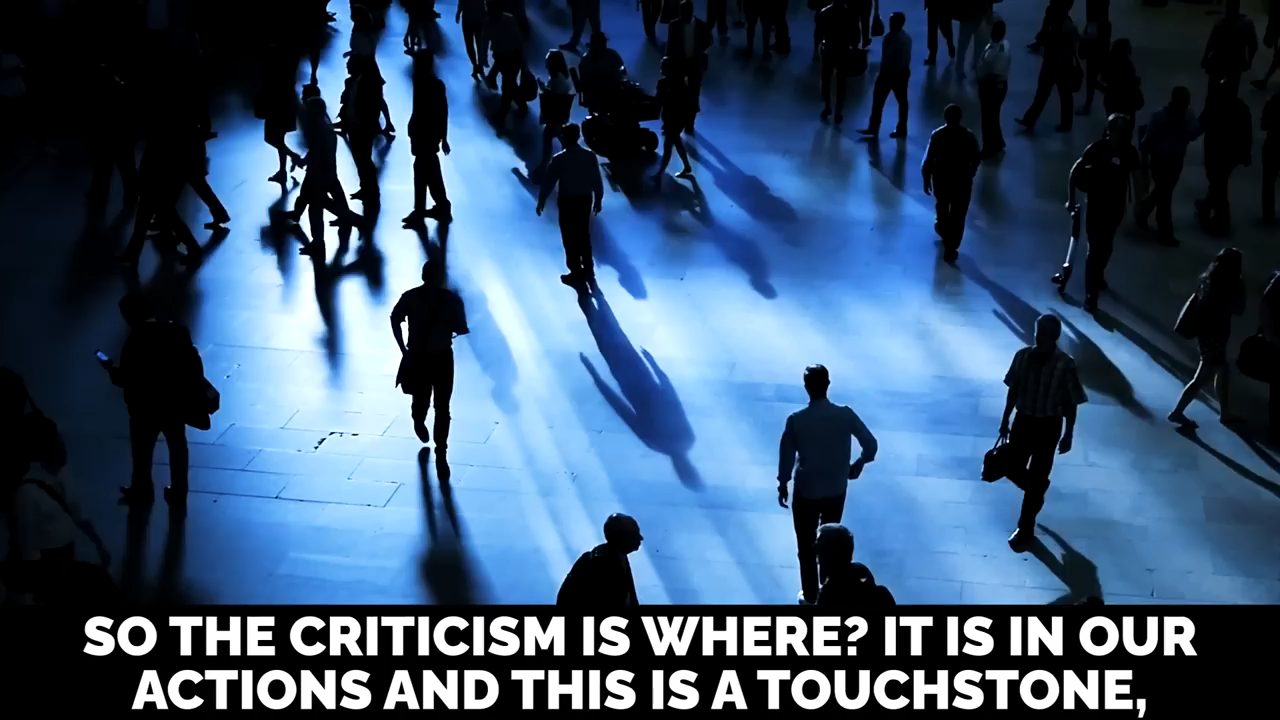 SO THE CRITICISM IS WHERE? IT IS IN OUR
ACTIONS AND THIS IS A TOUCHSTONE,